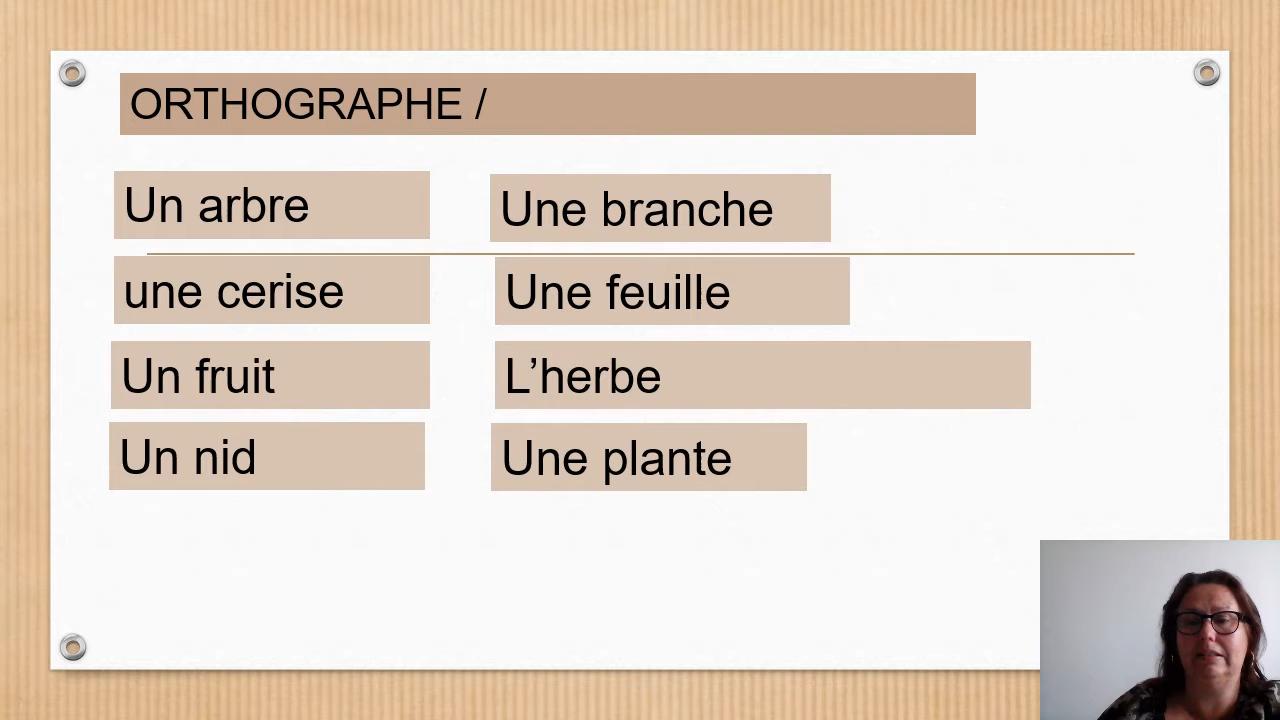 ORTHOGRAPHE /
Un arbre
Une branche
une cerise
Une feuille
Un fruit
L’herbe
Un nid
Une plante